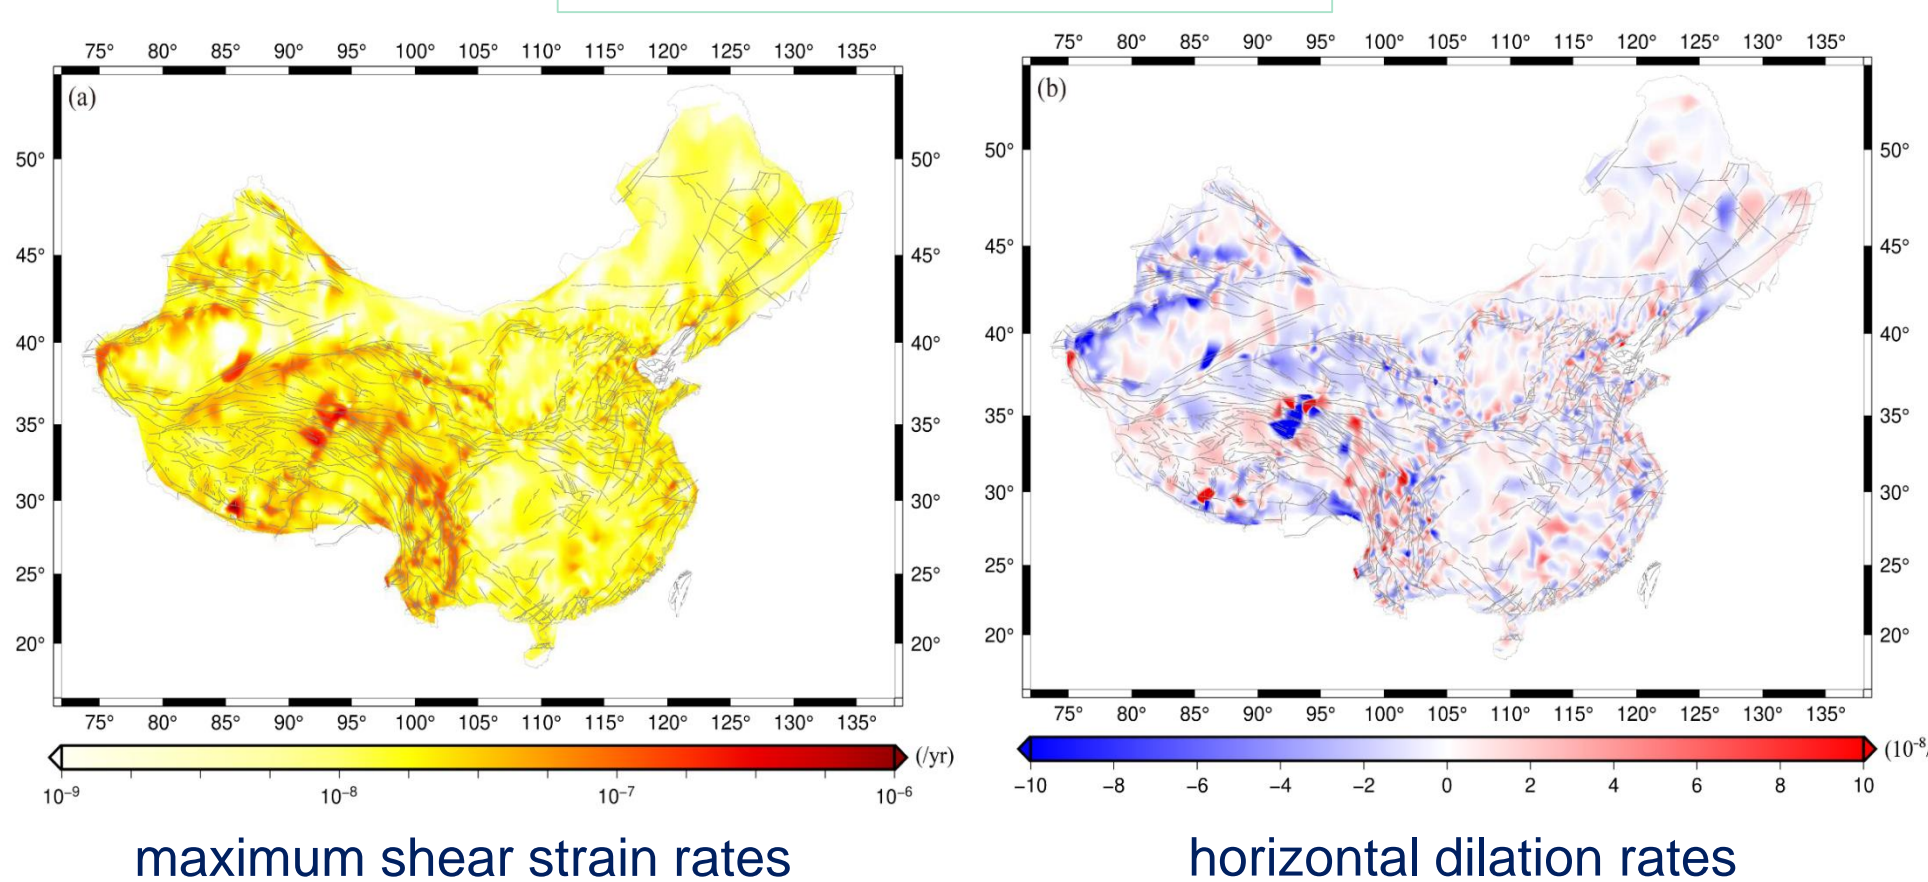 75° 80° 85° 90° 95° 100° 105° 110° 115° 120° 125° 130° 135°
(a)
50° 50°
45° 45°
40° 40°
35° 35°
30° 30°
25° 25°
20° 20°
75° 80° 85° 90° 95° 100° 105° 110° 115° 120° 125° 130° 135°
(/yr)
10⁻⁹ 10⁻⁸ 10⁻⁷ 10⁻⁶
maximum shear strain rates
75° 80° 85° 90° 95° 100° 105° 110° 115° 120° 125° 130° 135°
(b)
50° 50°
45° 45°
40° 40°
35° 35°
30° 30°
25° 25°
20° 20°
75° 80° 85° 90° 95° 100° 105° 110° 115° 120° 125° 130° 135°
(10⁻⁸/
−10 −8 −6 −4 −2 0 2 4 6 8 10
horizontal dilation rates